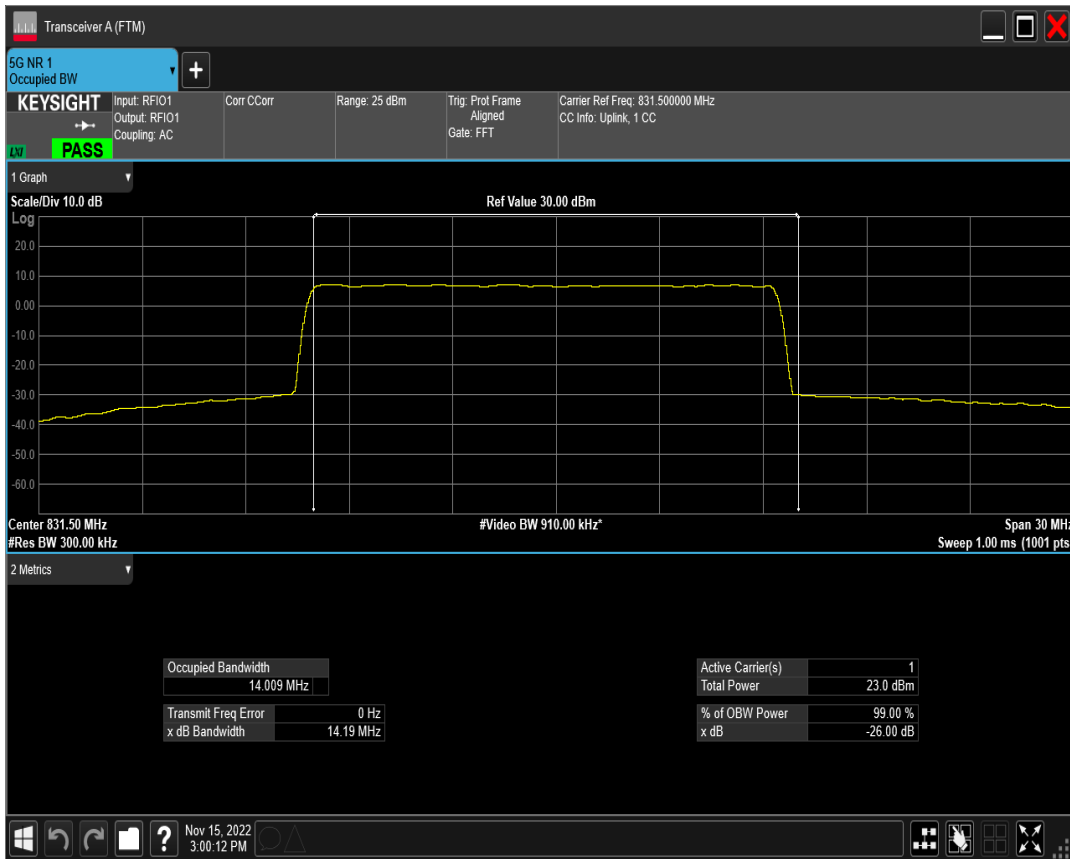 Transceiver A (FTM)
5G NR 1
Occupied BW
+
KEYSIGHT
LXI
PASS
Input: RFIO1
Output: RFIO1
Coupling: AC
Corr CCorr
Range: 25 dBm
Trig: Prot Frame
Aligned
Gate: FFT
Carrier Ref Freq: 831.500000 MHz
CC Info: Uplink, 1 CC
1 Graph
Scale/Div 10.0 dB
Ref Value 30.00 dBm
Log
20.0
10.0
0.00
-10.0
-20.0
-30.0
-40.0
-50.0
-60.0
Center 831.50 MHz
#Video BW 910.00 kHz*
Span 30 MHz
#Res BW 300.00 kHz
Sweep 1.00 ms (1001 pts
2 Metrics
Occupied Bandwidth
14.009 MHz
Transmit Freq Error 0 Hz
x dB Bandwidth 14.19 MHz
Active Carrier(s) 1
Total Power 23.0 dBm
% of OBW Power 99.00 %
x dB -26.00 dB
?
Nov 15, 2022
3:00:12 PM